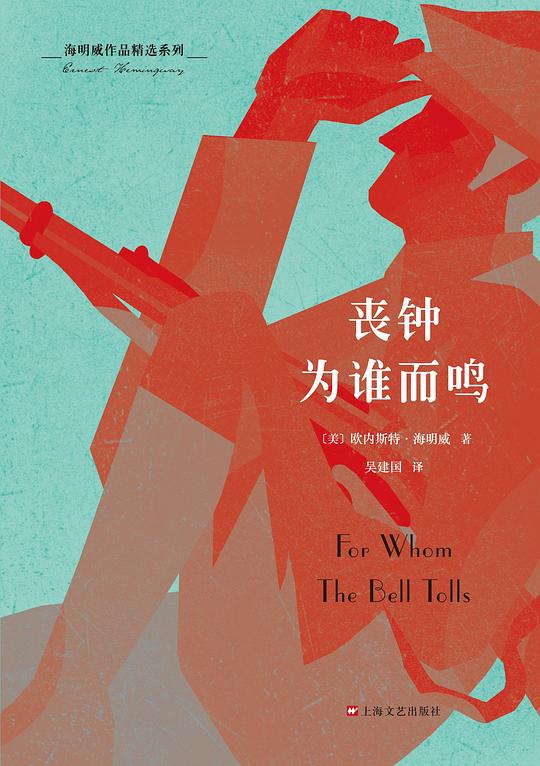 海明威作品精选系列
Ernest Hemingway
丧钟
为谁而鸣
〔美〕欧内斯特·海明威 著
吴建国 译
For Whom
The Bell Tolls
上海文艺出版社